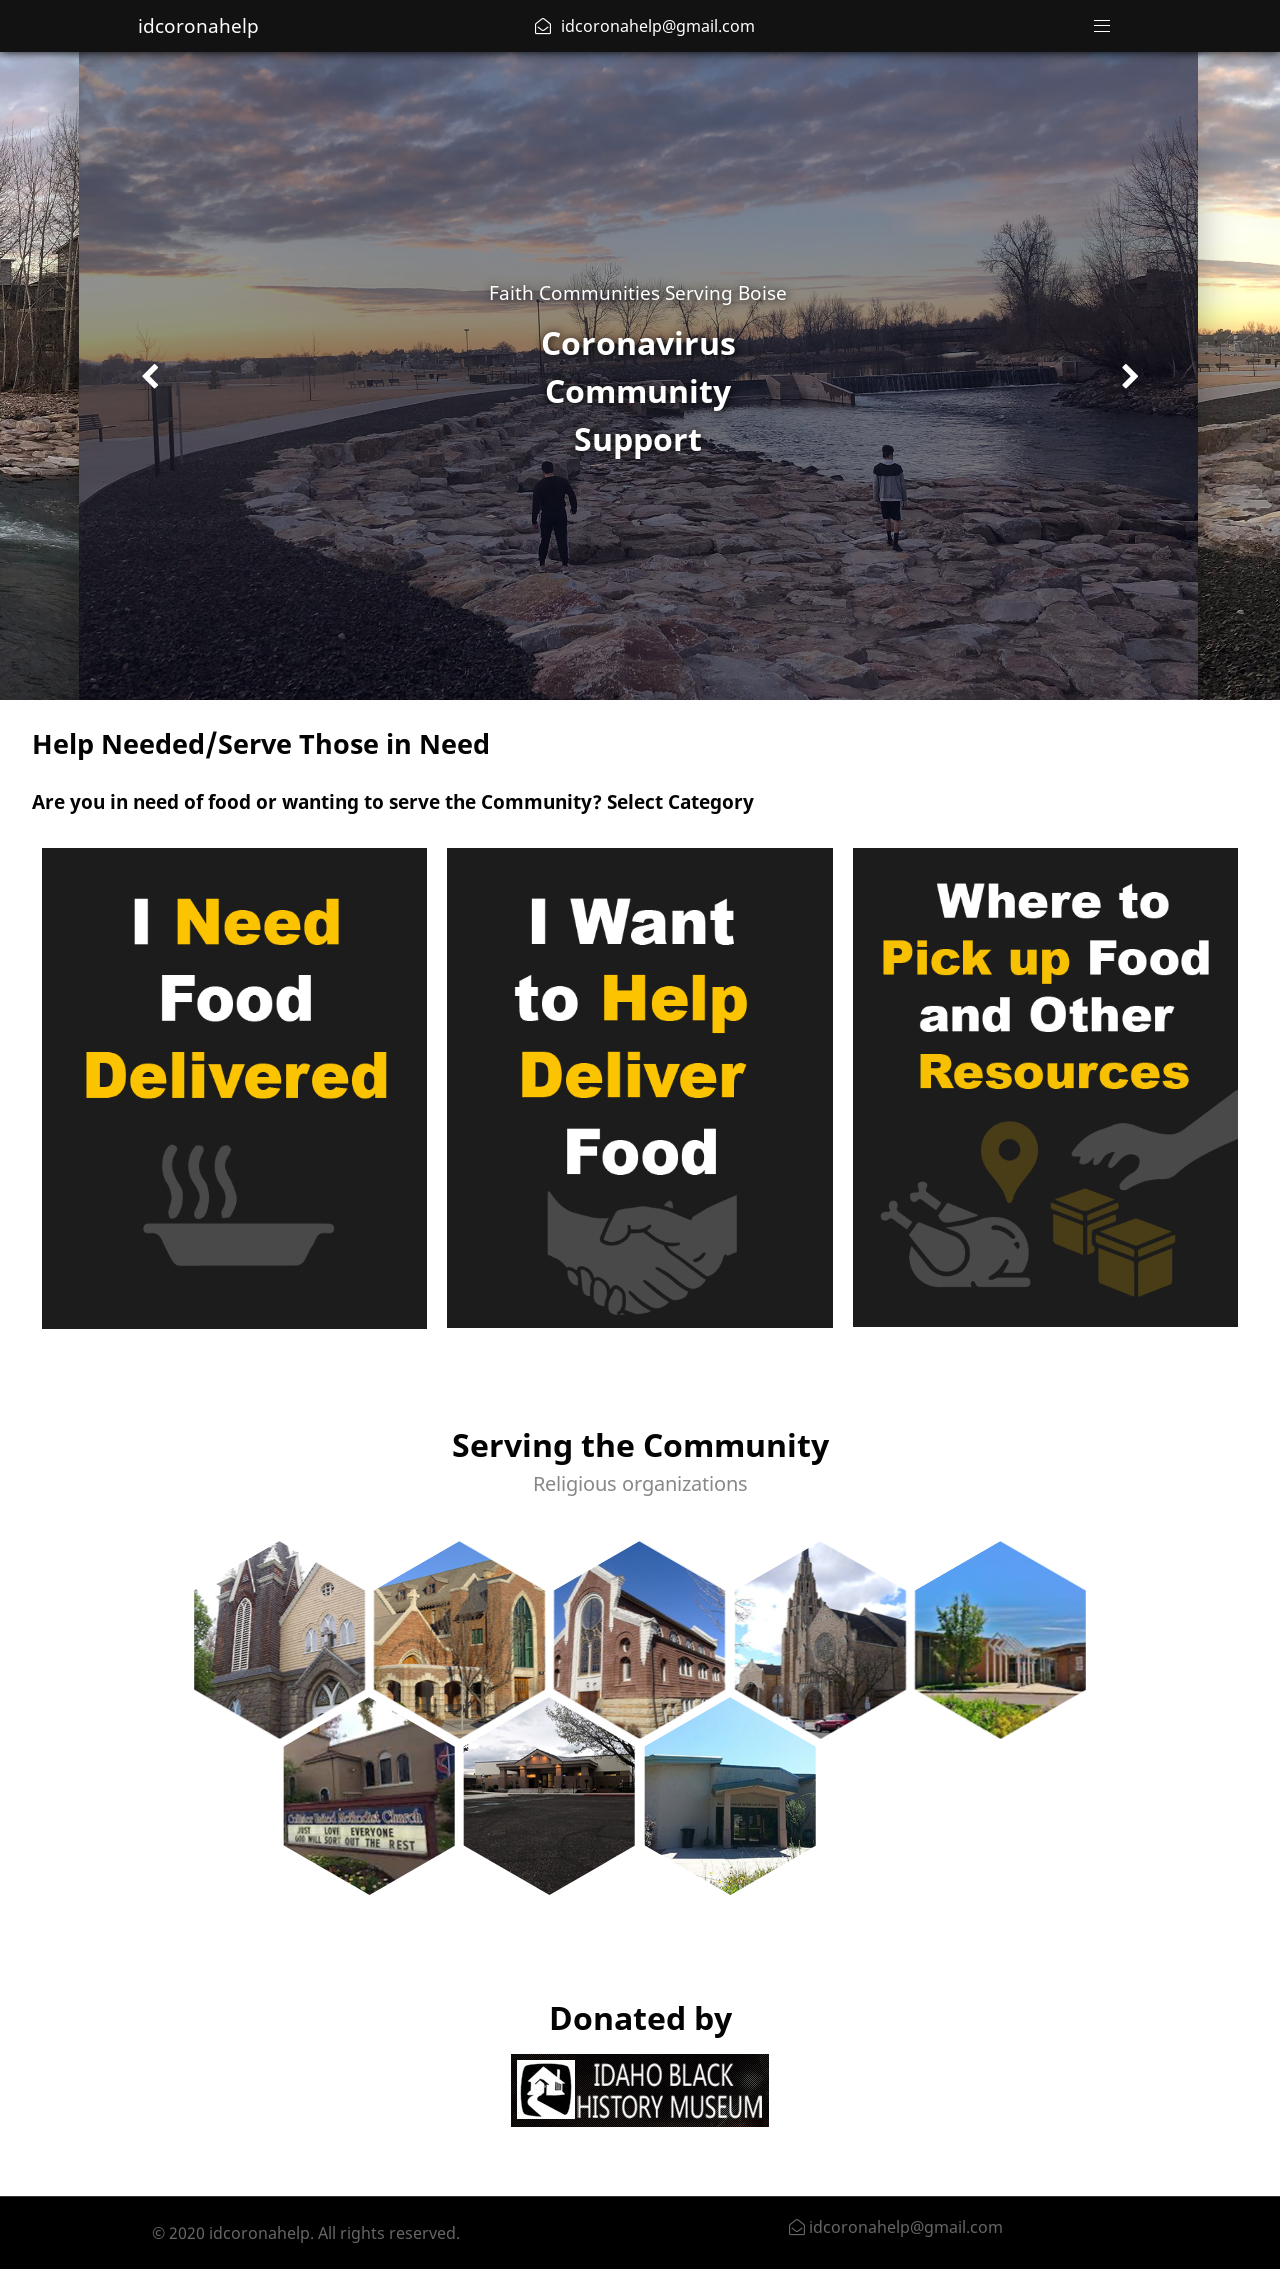 idcoronahelp
idcoronahelp@gmail.com
Faith Communities Serving Boise
Coronavirus
Community
Support
Help Needed/Serve Those in Need
Are you in need of food or wanting to serve the Community? Select Category
I Need
Food
Delivered
I Want
to Help
Deliver
Food
Where to
Pick up Food
and Other
Resources
Serving the Community
Religious organizations
Collister United Methodist Church
JUST LOVE EVERYONE
GOD WILL SORT OUT THE REST
Donated by
IDAHO BLACK
HISTORY MUSEUM
© 2020 idcoronahelp. All rights reserved.
idcoronahelp@gmail.com